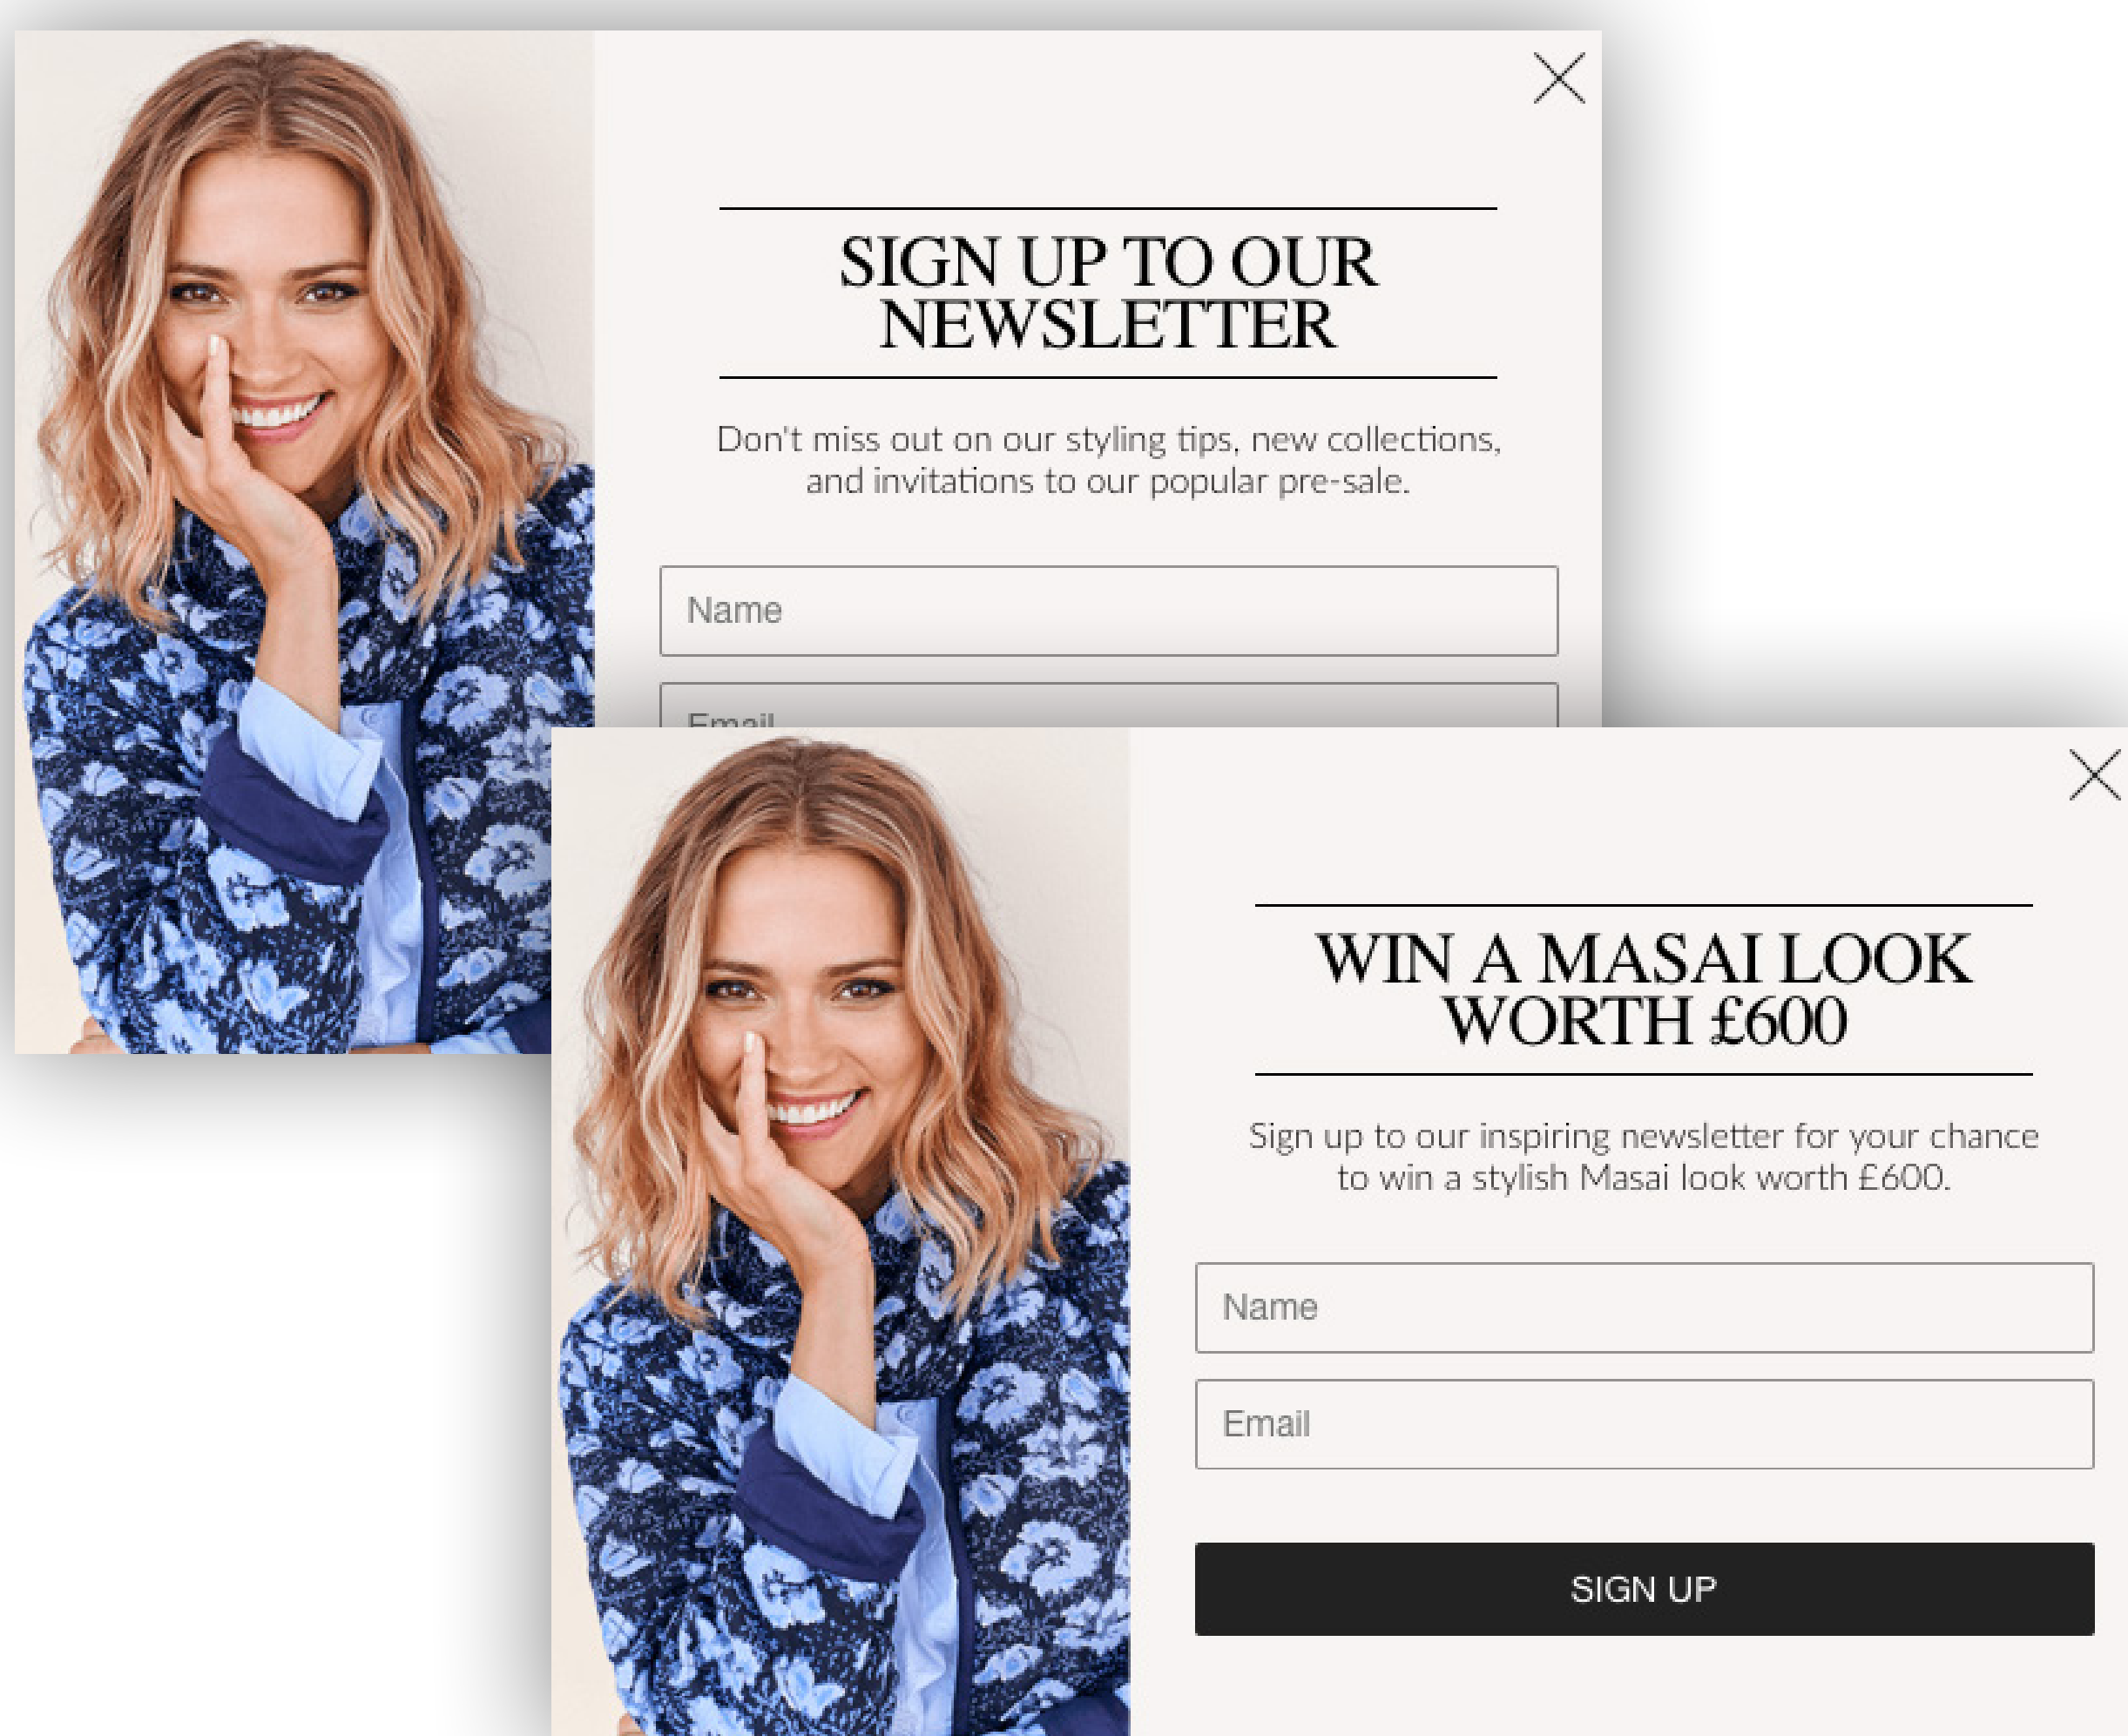 SIGN UP TO OUR
NEWSLETTER
Don't miss out on our styling tips, new collections,
and invitations to our popular pre-sale.
Name
Email
WIN A MASAI LOOK
WORTH £600
Sign up to our inspiring newsletter for your chance
to win a stylish Masai look worth £600.
Name
Email
SIGN UP